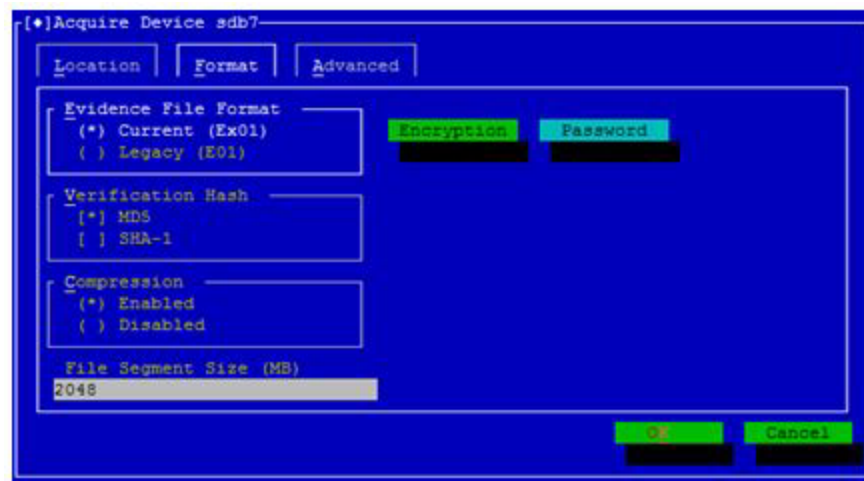 [♦]Acquire Device sdb7
Location Format Advanced
Evidence File Format
(*) Current (Ex01)
( ) Legacy (E01)
Encryption Password
Verification Hash
[*] MD5
[ ] SHA-1
Compression
(*) Enabled
( ) Disabled
File Segment Size (MB)
2048
OK Cancel